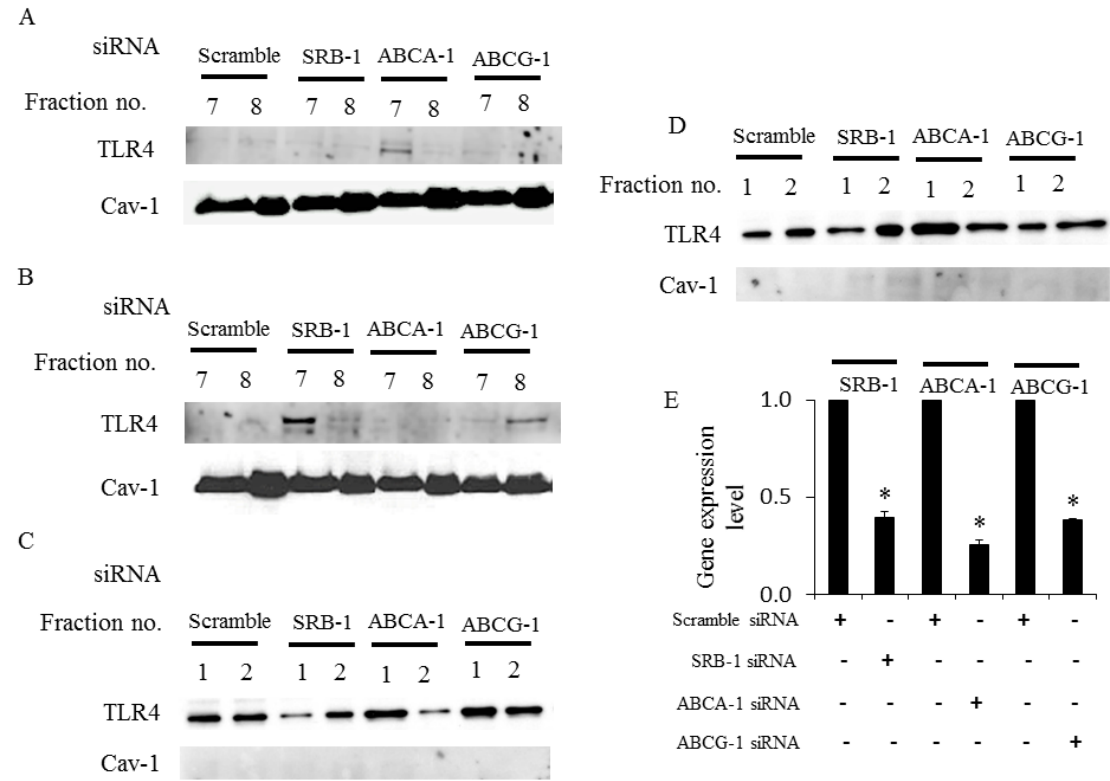 A
siRNA
Scramble SRB-1 ABCA-1 ABCG-1
Fraction no. 7 8 7 8 7 8 7 8
TLR4
Cav-1
B
siRNA
Scramble SRB-1 ABCA-1 ABCG-1
Fraction no. 7 8 7 8 7 8 7 8
TLR4
Cav-1
C
siRNA
Scramble SRB-1 ABCA-1 ABCG-1
Fraction no.
1 2 1 2 1 2 1 2
TLR4
Cav-1
D
Scramble SRB-1 ABCA-1 ABCG-1
Fraction no. 1 2 1 2 1 2 1 2
TLR4
Cav-1
E
SRB-1 ABCA-1 ABCG-1
Gene expression
level
1.0
0.5
0.0
* * *
Scramble siRNA + - + - + -
SRB-1 siRNA - + - - - -
ABCA-1 siRNA - - - + - -
ABCG-1 siRNA - - - - - +